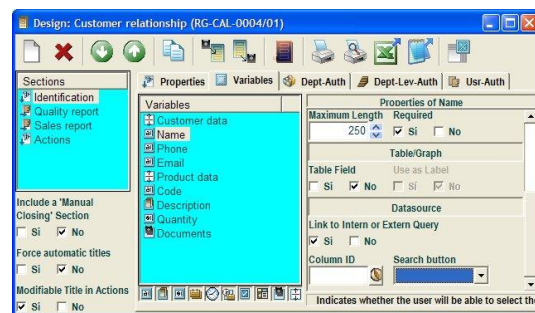 Design: Customer relationship (RG-CAL-0004/01)
Sections
Identification
Quality report
Sales report
Actions
Include a 'Manual
Closing' Section
Si No
Force automatic titles
Si No
Modifiable Title in Actions
Si No
Properties Variables Dept-Auth Dept-Lev-Auth Usr-Auth
Variables
Customer data
Name
Phone
Email
Product data
Code
Description
Quantity
Documents
Properties of Name
Maximum Length Required
250 Si No
Table/Graph
Table Field Use as Label
Si No Si No
Datasource
Link to Intern or Extern Query
Si No
Column ID Search button
Indicates whether the user will be able to select the